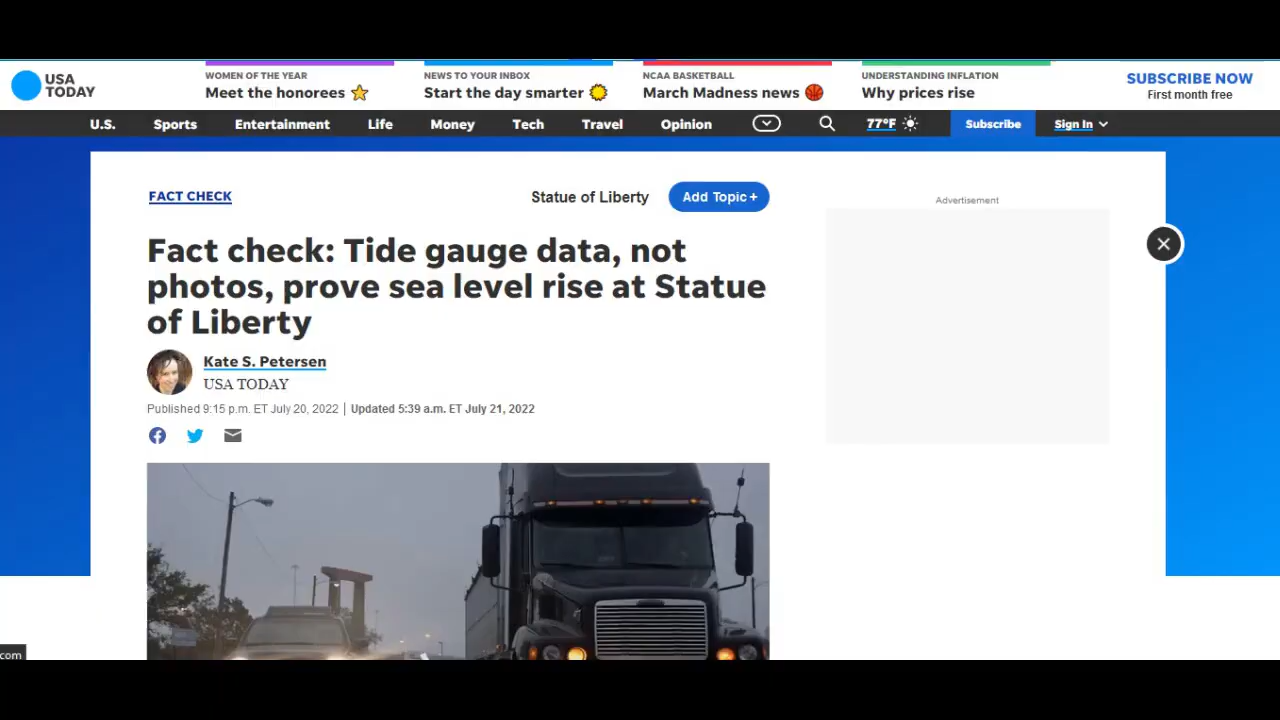 USA
TODAY
WOMEN OF THE YEAR
Meet the honorees
NEWS TO YOUR INBOX
Start the day smarter
NCAA BASKETBALL
March Madness news
UNDERSTANDING INFLATION
Why prices rise
SUBSCRIBE NOW
First month free
U.S.
Sports
Entertainment
Life
Money
Tech
Travel
Opinion
77°F
Subscribe
Sign In
FACT CHECK
Statue of Liberty
Add Topic +
Advertisement
Fact check: Tide gauge data, not
photos, prove sea level rise at Statue
of Liberty
Kate S. Petersen
USA TODAY
Published 9:15 p.m. ET July 20, 2022 | Updated 5:39 a.m. ET July 21, 2022
com